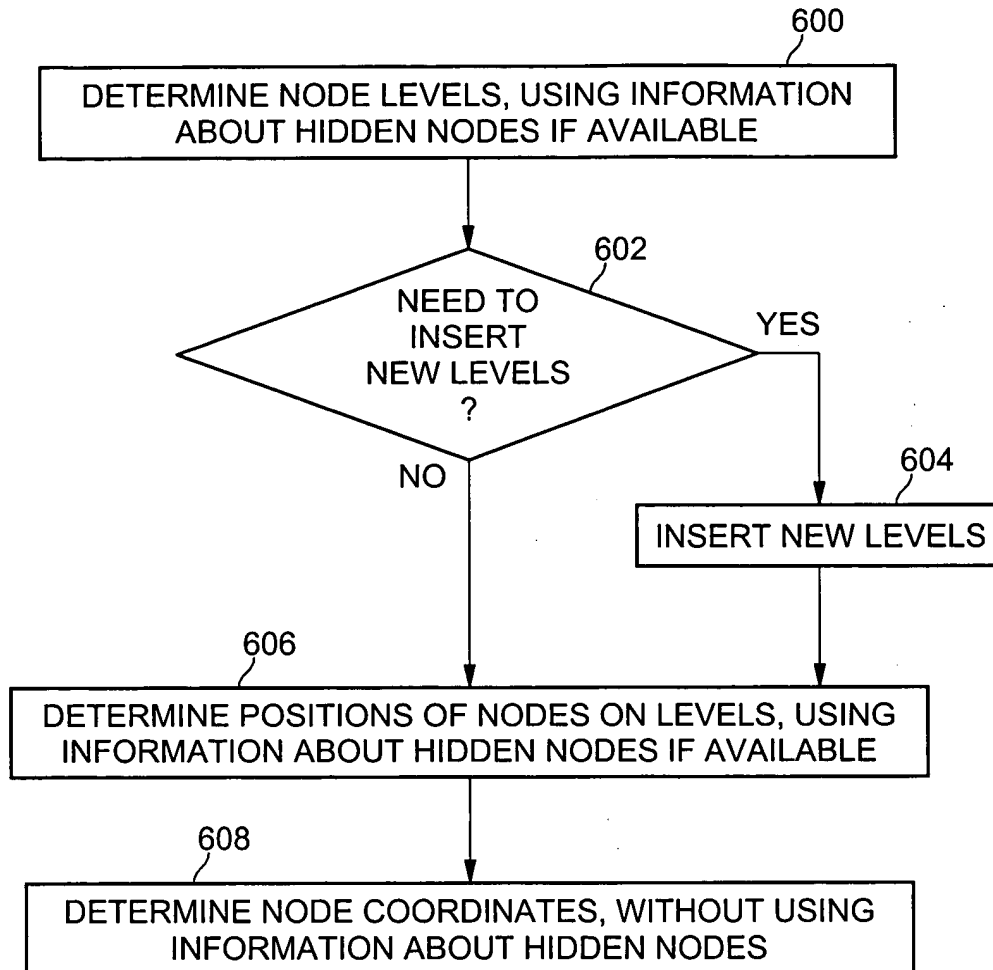 600
DETERMINE NODE LEVELS, USING INFORMATION
ABOUT HIDDEN NODES IF AVAILABLE
602
NEED TO
INSERT
NEW LEVELS
?
YES
NO
604
INSERT NEW LEVELS
606
DETERMINE POSITIONS OF NODES ON LEVELS, USING
INFORMATION ABOUT HIDDEN NODES IF AVAILABLE
608
DETERMINE NODE COORDINATES, WITHOUT USING
INFORMATION ABOUT HIDDEN NODES